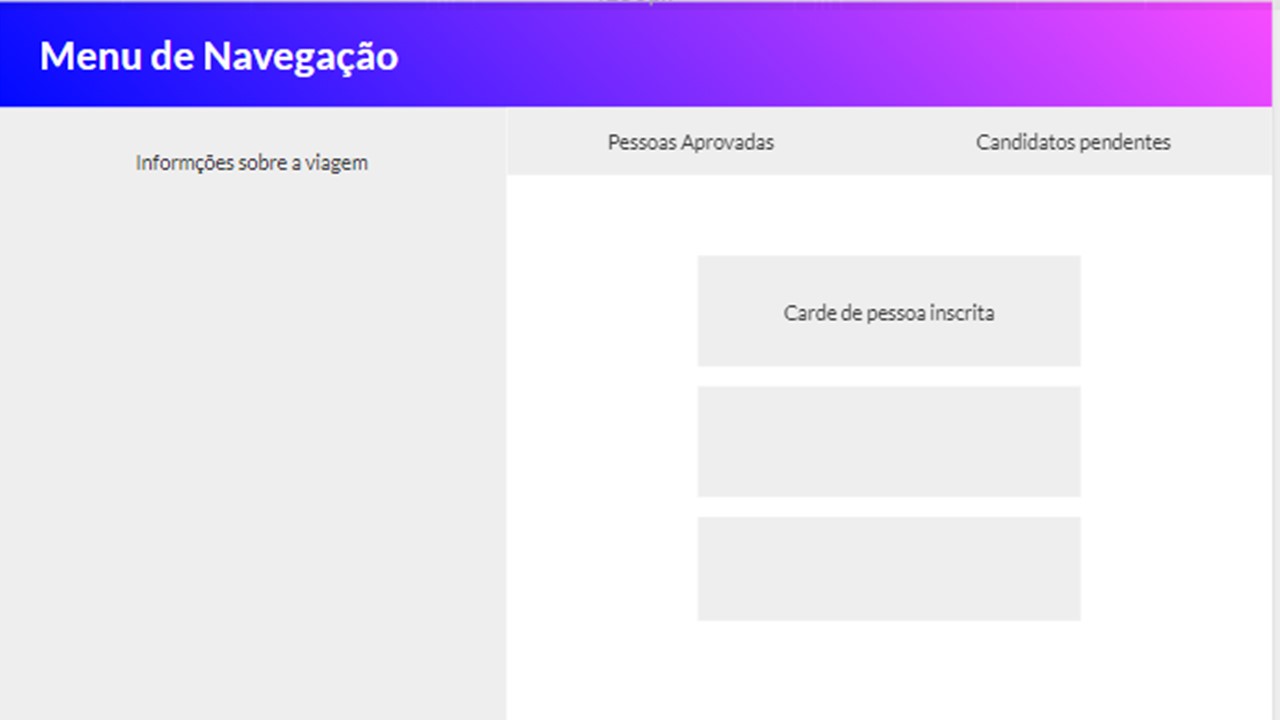 Menu de Navegação
Informções sobre a viagem
Pessoas Aprovadas
Candidatos pendentes
Carde de pessoa inscrita